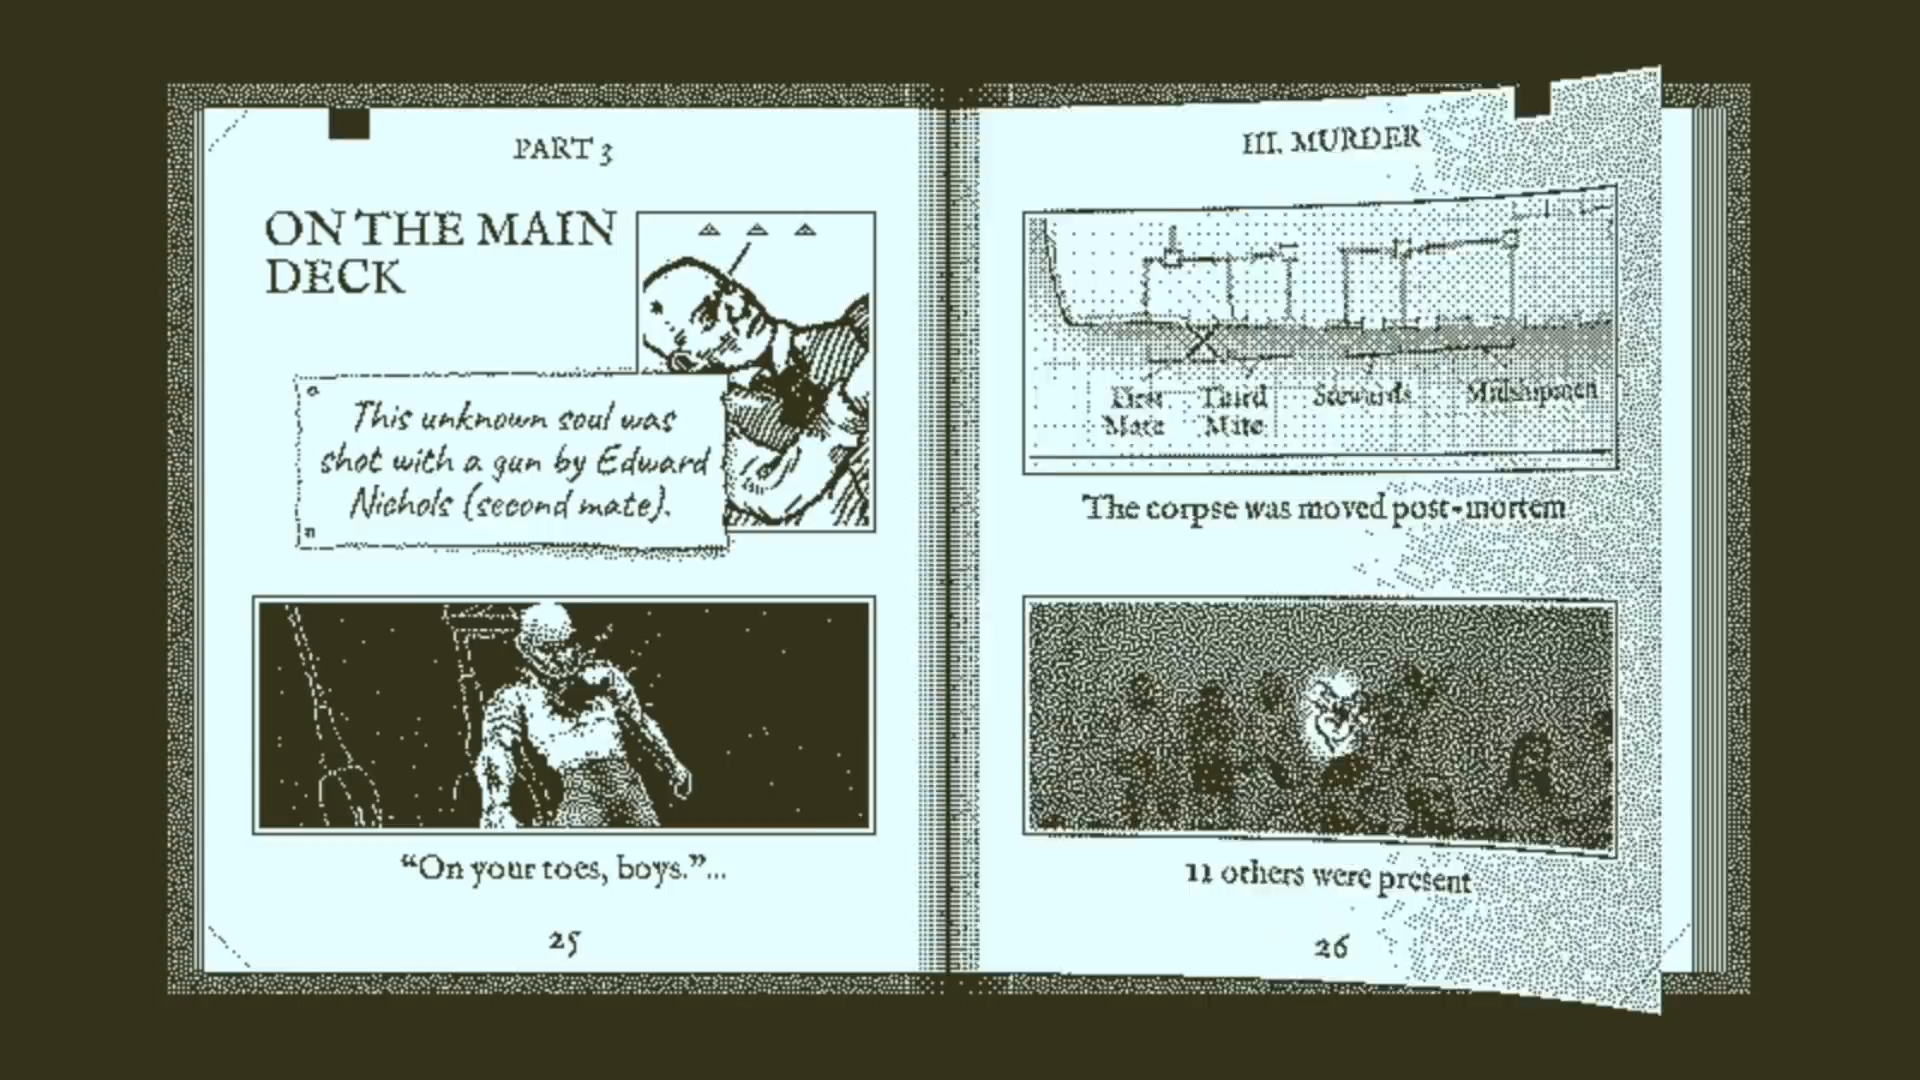 PART 3
ON THE MAIN
DECK
This unknown soul was
shot with a gun by Edward
Nichols (second mate).
“On your toes, boys.”...
25
III. MURDER
First Third Stewards Midshipmen
Mate Mate
The corpse was moved post-mortem
11 others were present
26